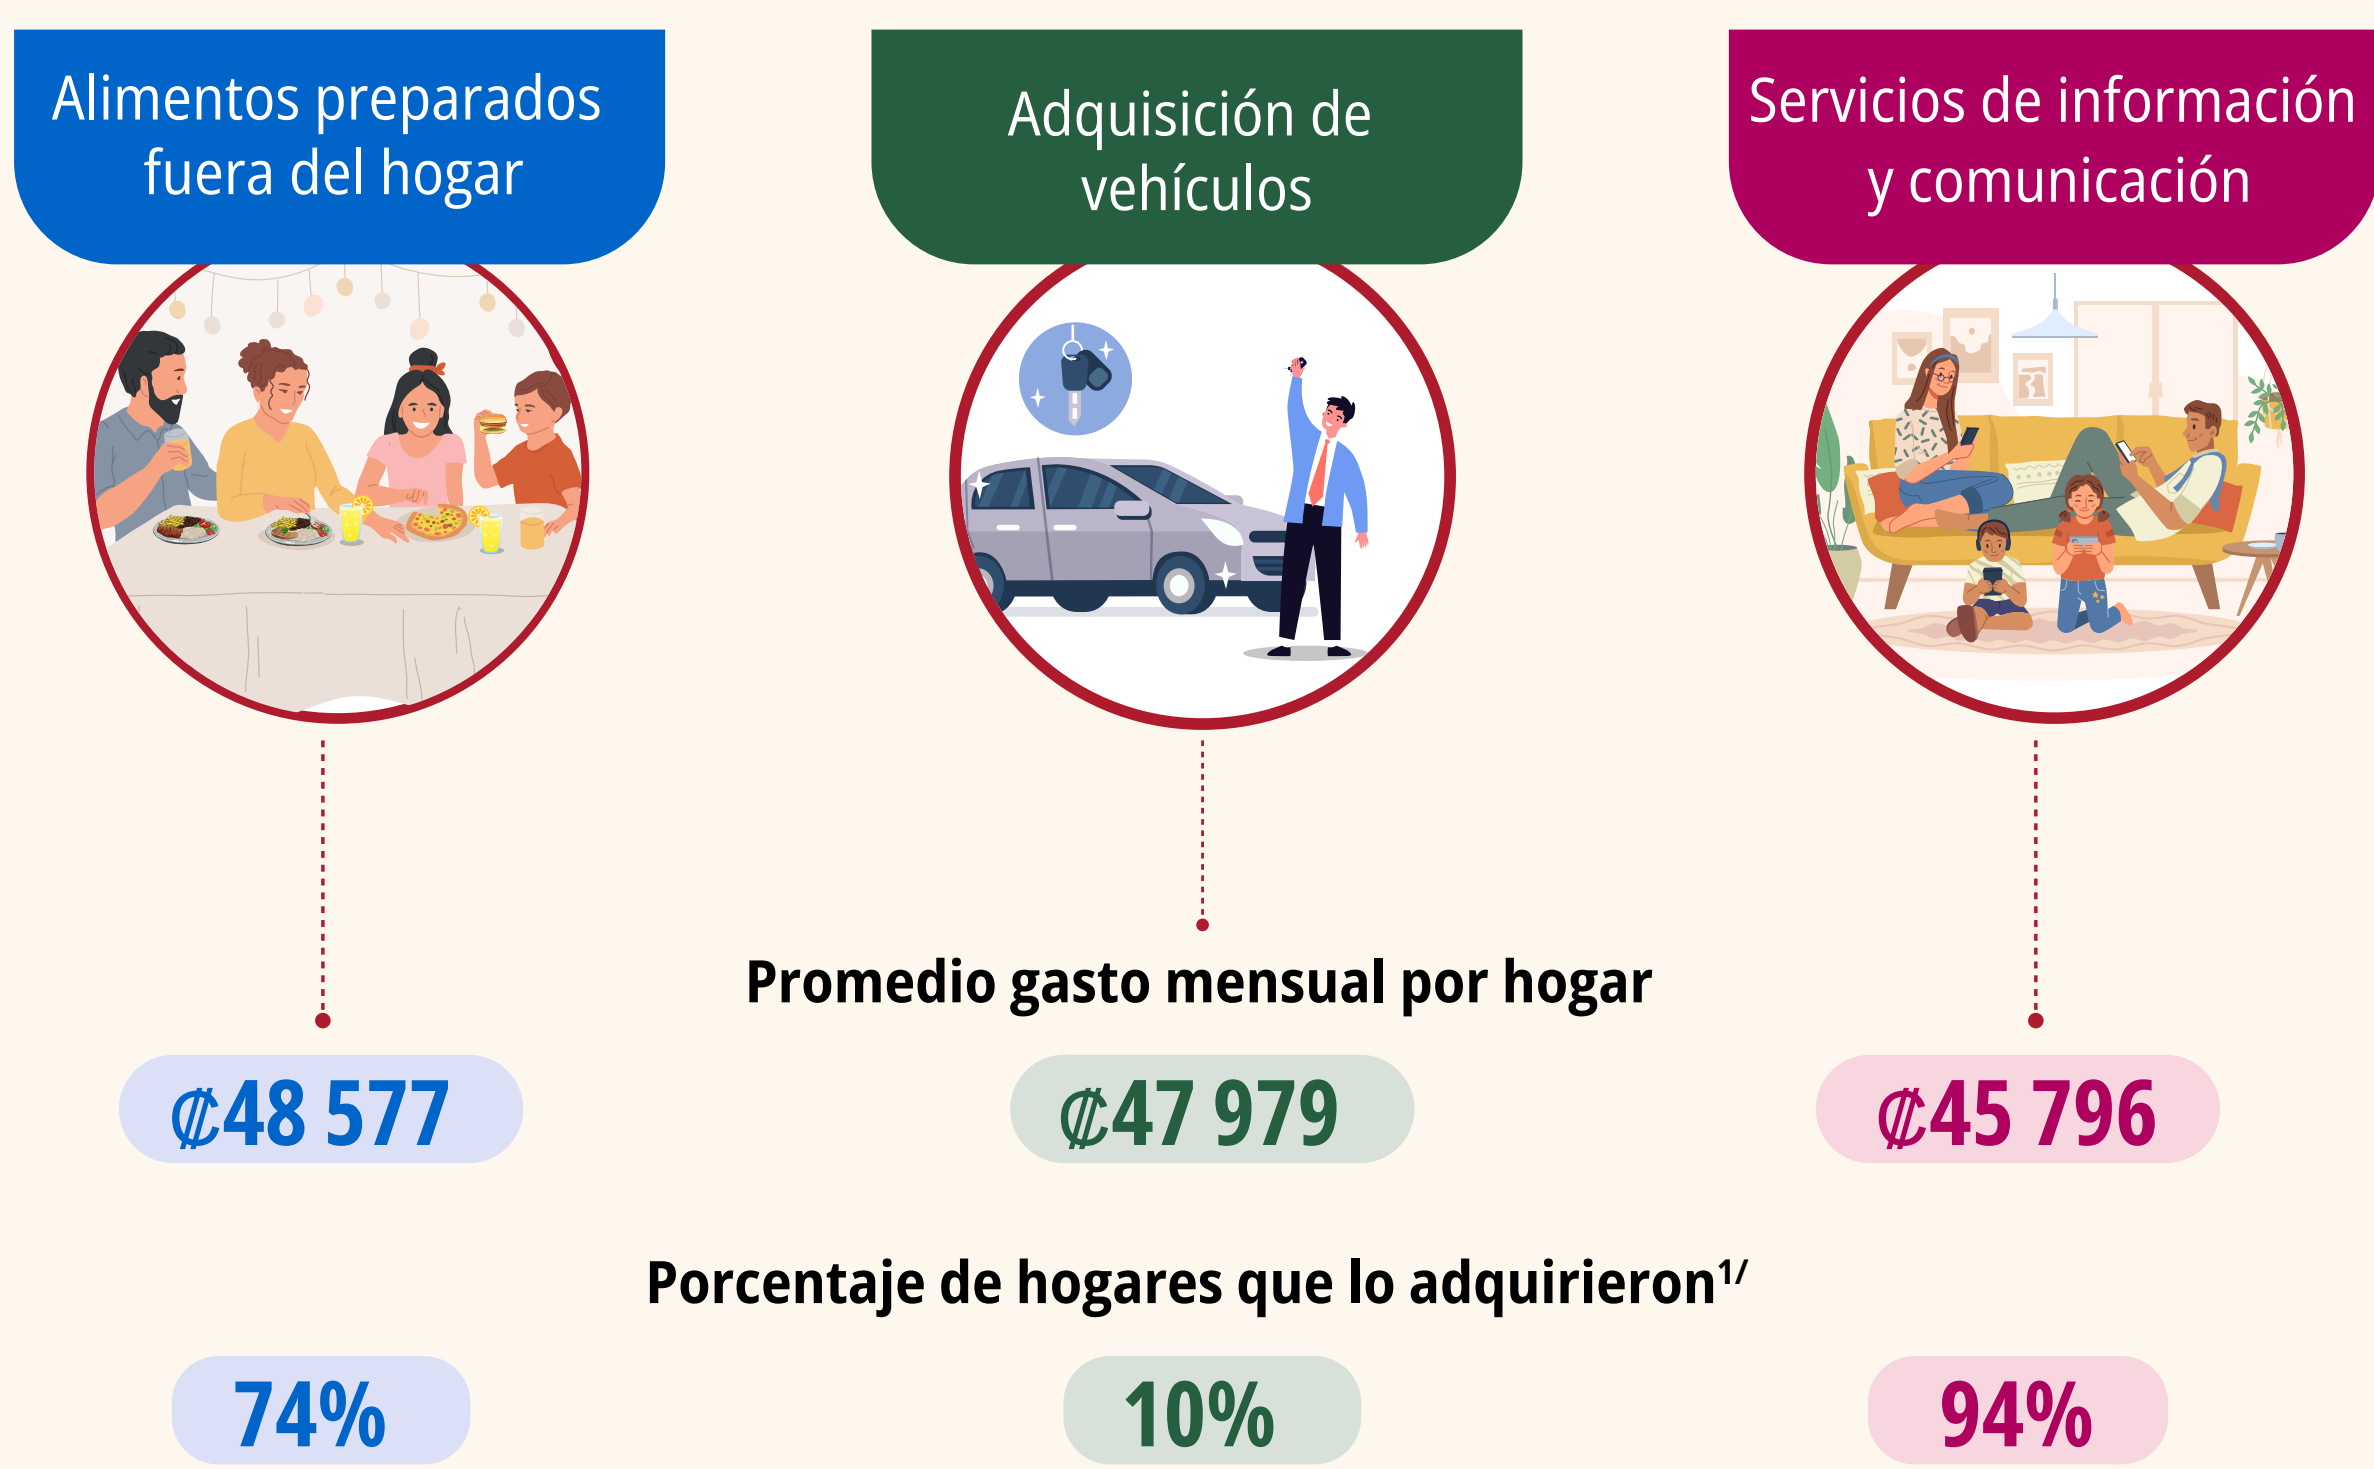 Alimentos preparados
fuera del hogar
Adquisición de
vehículos
Servicios de información
y comunicación
Promedio gasto mensual por hogar
₡48 577
₡47 979
₡45 796
Porcentaje de hogares que lo adquirieron¹/
74%
10%
94%